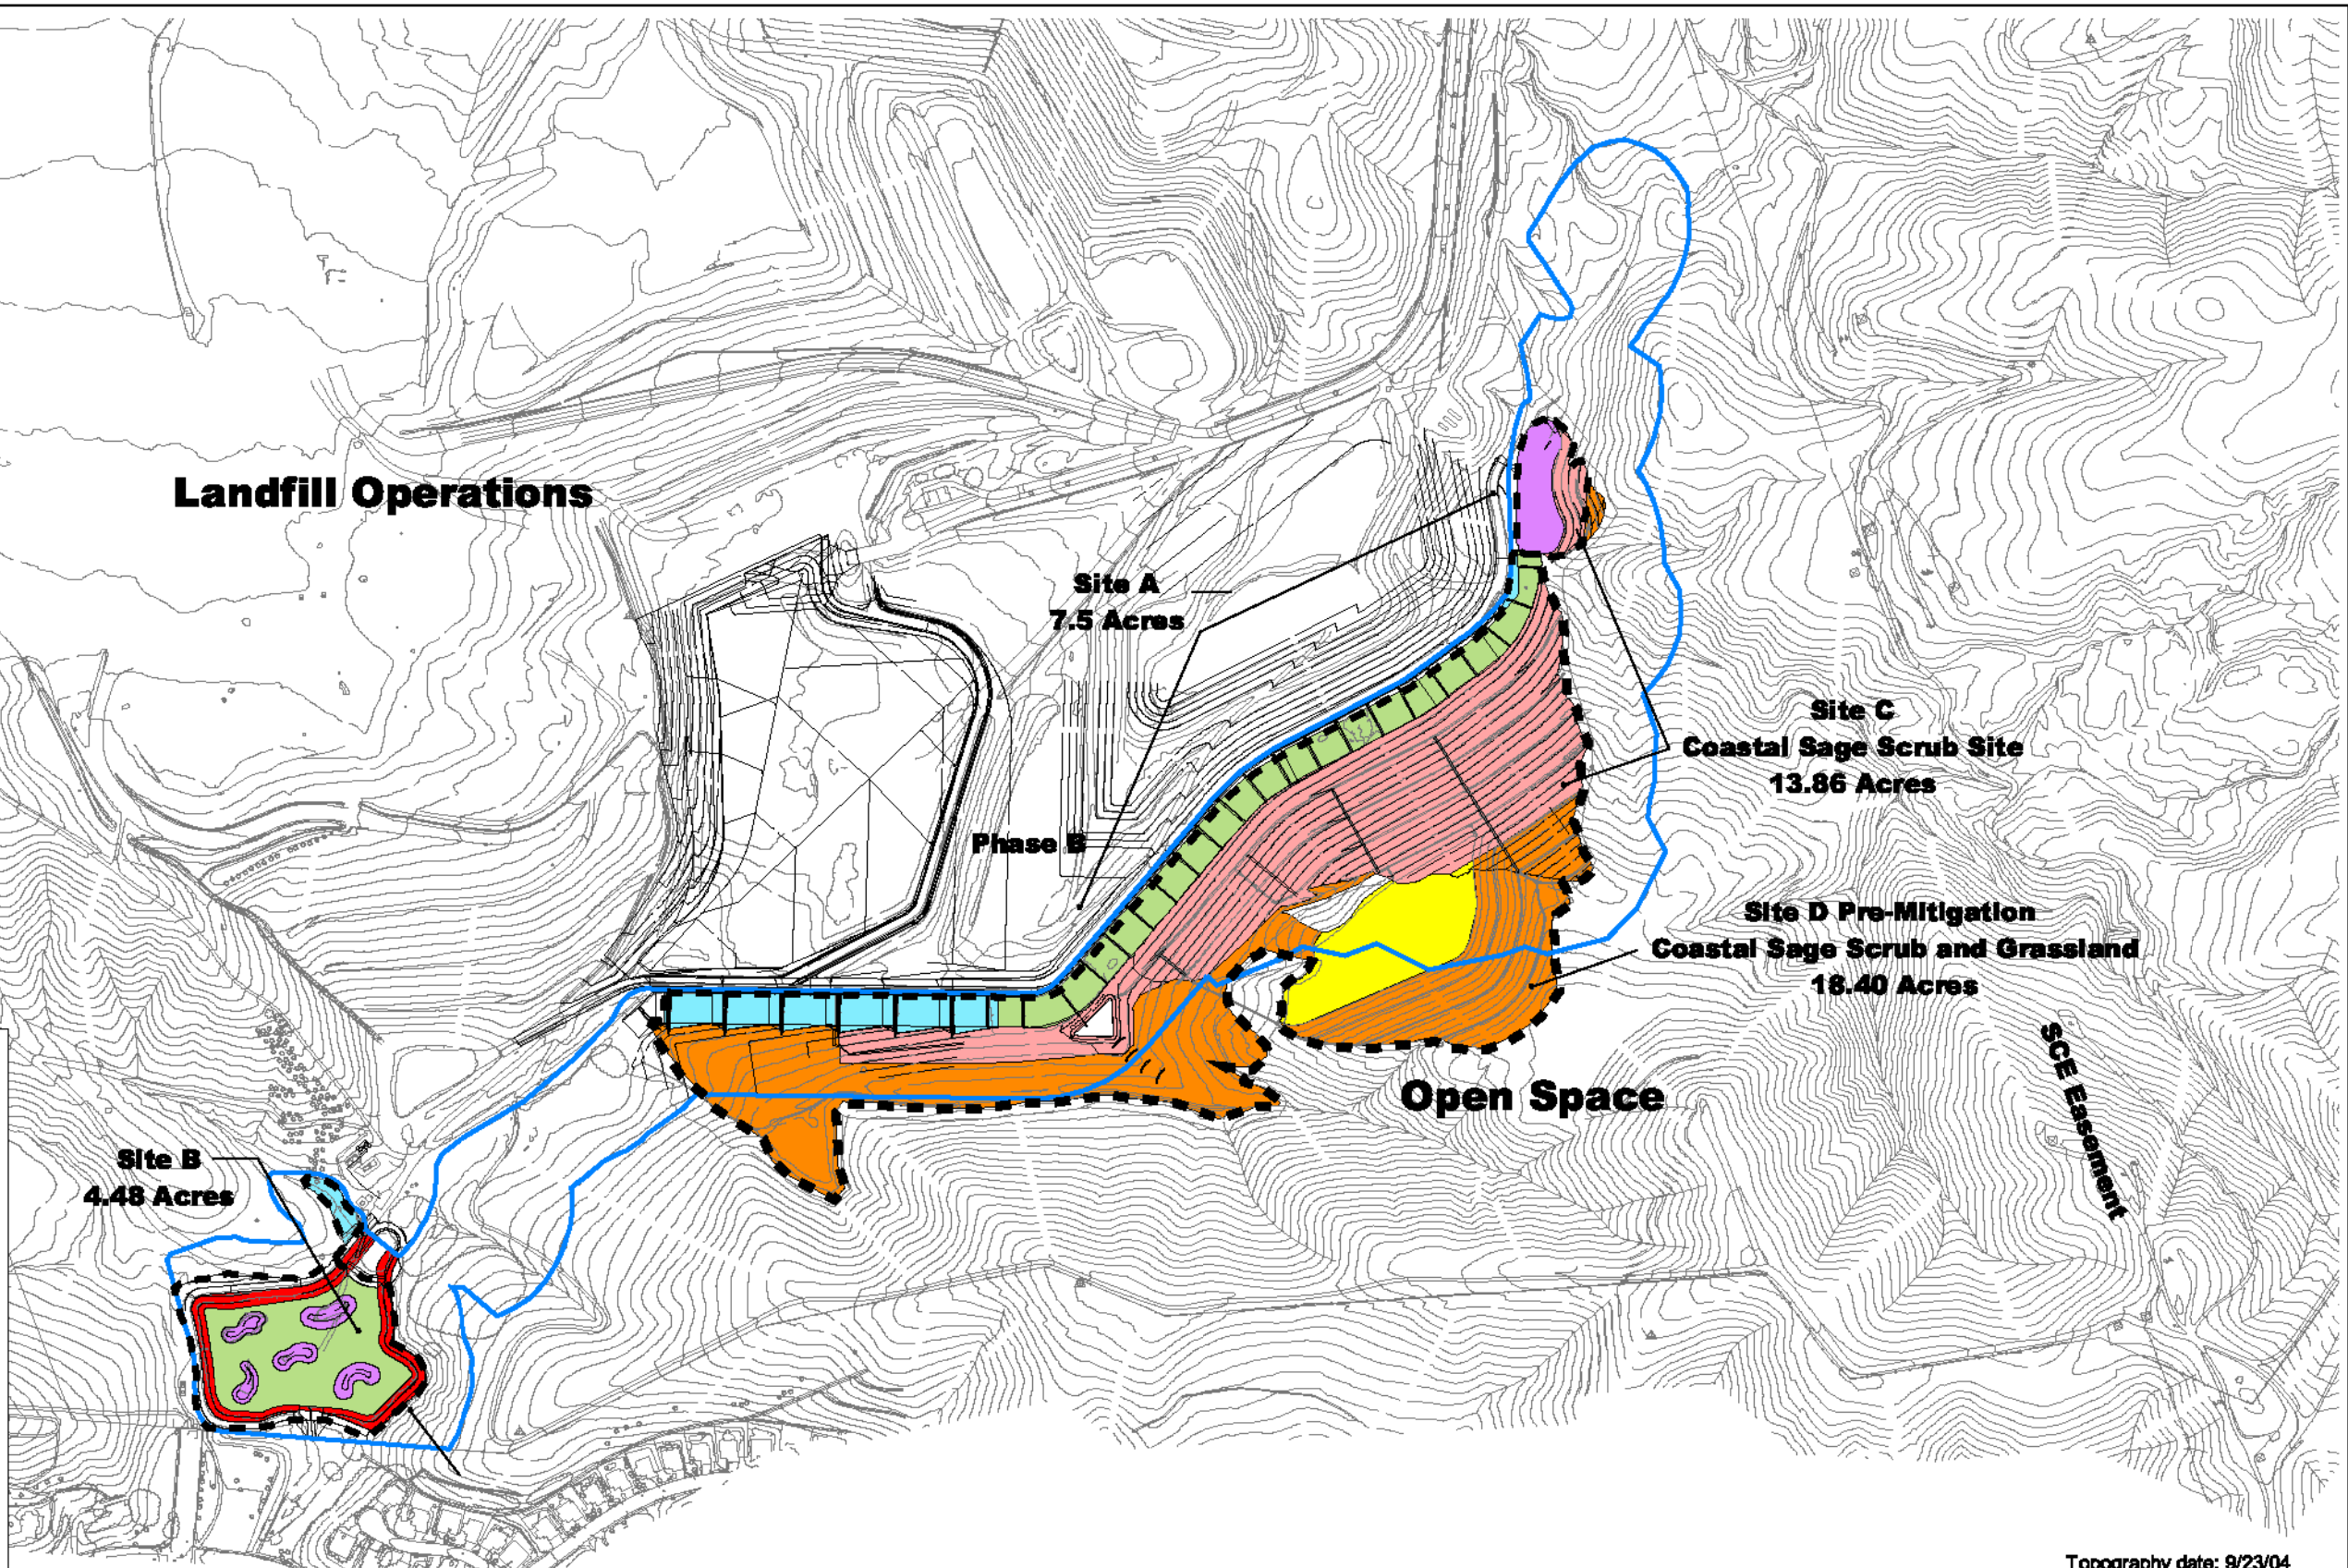 Landfill Operations
Site A
7.5 Acres
Site C
Coastal Sage Scrub Site
13.86 Acres
Phase B
Site D Pre-Mitigation
Coastal Sage Scrub and Grassland
18.40 Acres
Open Space
SCE Easement
Site B
4.48 Acres
Topography date: 9/23/04